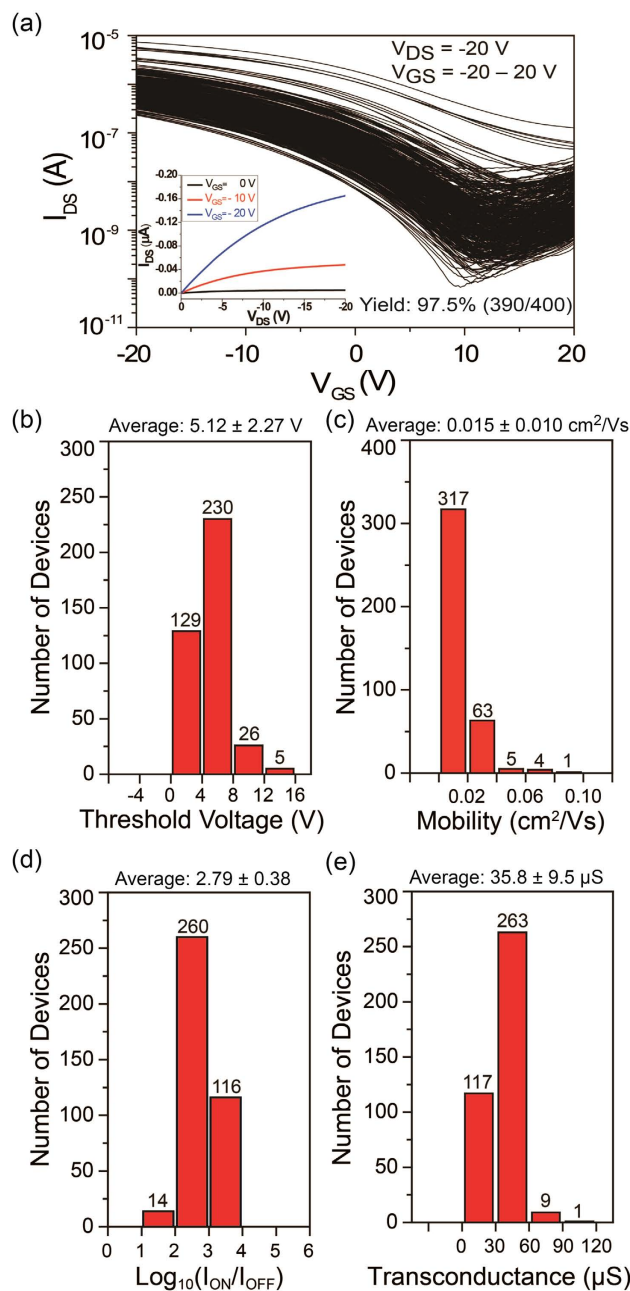 (a)
10⁻⁵
10⁻⁷
10⁻⁹
10⁻¹¹
I_DS (A)
V_DS = -20 V
V_GS = -20 – 20 V
-0.20
-0.16
-0.12
-0.08
-0.04
0.00
I_DS (µA)
V_GS= 0 V
V_GS=- 10 V
V_GS=- 20 V
0 -5 -10 -15 -20
V_DS (V)
Yield: 97.5% (390/400)
-20 -10 0 10 20
V_GS (V)
(b)
Average: 5.12 ± 2.27 V
300
250
200
150
100
50
0
Number of Devices
129
230
26
5
-4 0 4 8 12 16
Threshold Voltage (V)
(c)
Average: 0.015 ± 0.010 cm²/Vs
400
300
200
100
0
Number of Devices
317
63
5
4
1
0.02 0.06 0.10
Mobility (cm²/Vs)
(d)
Average: 2.79 ± 0.38
300
250
200
150
100
50
0
Number of Devices
14
260
116
0 1 2 3 4 5 6
Log₁₀(I_ON/I_OFF)
(e)
Average: 35.8 ± 9.5 µS
300
250
200
150
100
50
0
Number of Devices
117
263
9
1
0 30 60 90 120
Transconductance (µS)